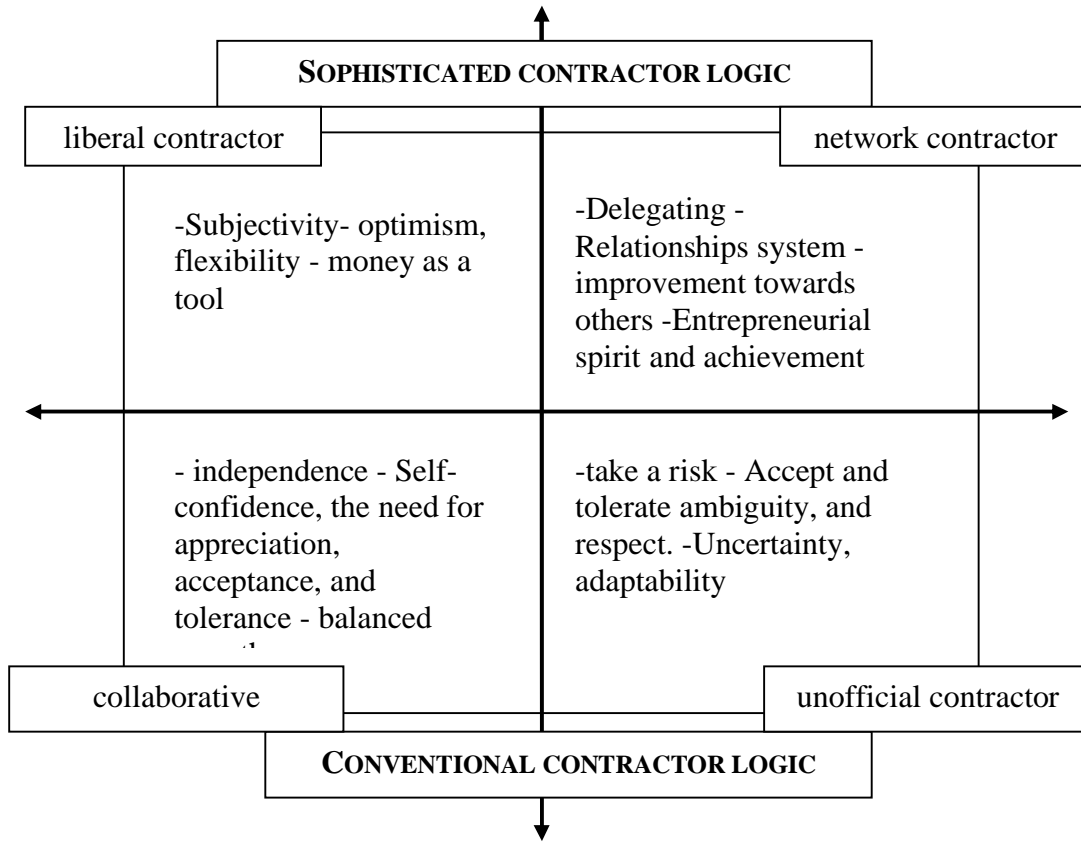 SOPHISTICATED CONTRACTOR LOGIC
liberal contractor
network contractor
-Subjectivity- optimism,
flexibility - money as a
tool
-Delegating -
Relationships system -
improvement towards
others -Entrepreneurial
spirit and achievement
- independence - Self-
confidence, the need for
appreciation,
acceptance, and
tolerance - balanced
-take a risk - Accept and
tolerate ambiguity, and
respect. -Uncertainty,
adaptability
collaborative
unofficial contractor
CONVENTIONAL CONTRACTOR LOGIC